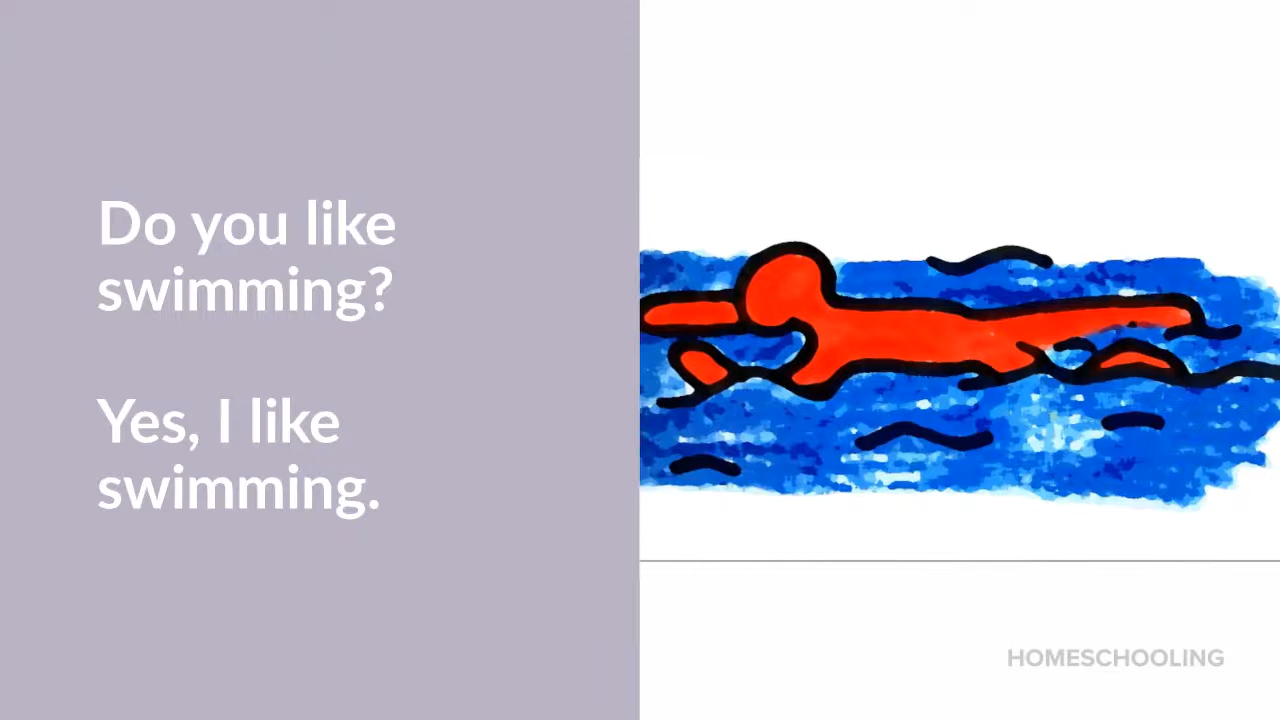 Do you like
swimming?
Yes, I like
swimming.
HOMESCHOOLING